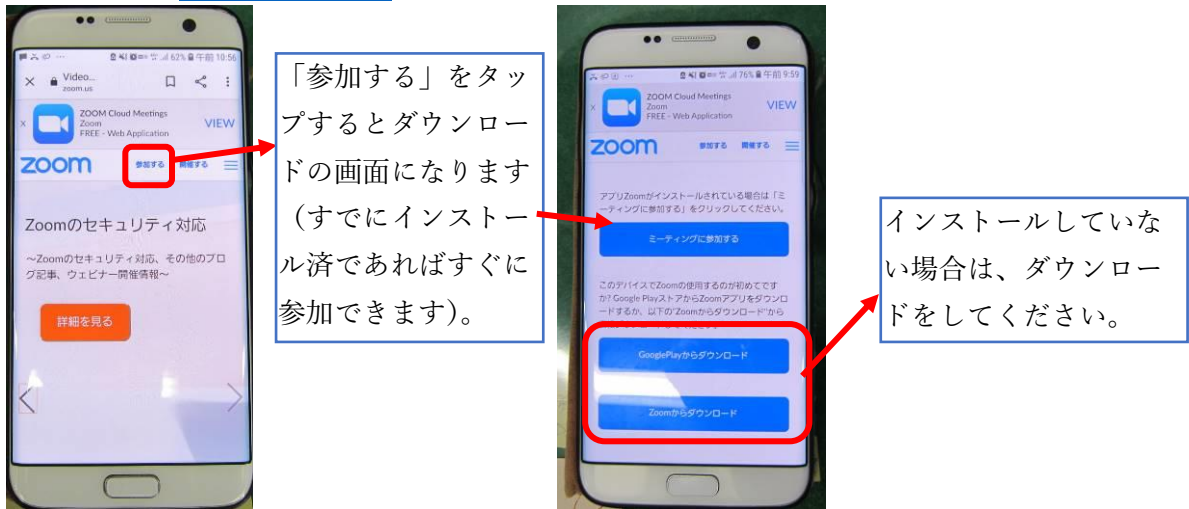 62% 午前 10:56
Video...
zoom.us
ZOOM Cloud Meetings
Zoom
FREE - Web Application
VIEW
zoom 参加する 開催する
Zoomのセキュリティ対応
～Zoomのセキュリティ対応、その他のブロ
グ記事、ウェビナー開催情報～
詳細を見る
「参加する」をタッ
プするとダウンロー
ドの画面になります
（すでにインストー
ル済であればすぐに
参加できます)。
76% 午前 9:59
ZOOM Cloud Meetings
Zoom
FREE - Web Application
VIEW
zoom 参加する 開催する
アプリZoomがインストールされている場合は「ミ
ーティングに参加する」をクリックしてください。
ミーティングに参加する
このデバイスでZoomの使用するのが初めてです
か? Google PlayストアからZoomアプリをダウンロ
ードするか、以下の"Zoomからダウンロード"から
GooglePlayからダウンロード
Zoomからダウンロード
インストールしていな
い場合は、ダウンロー
ドをしてください。